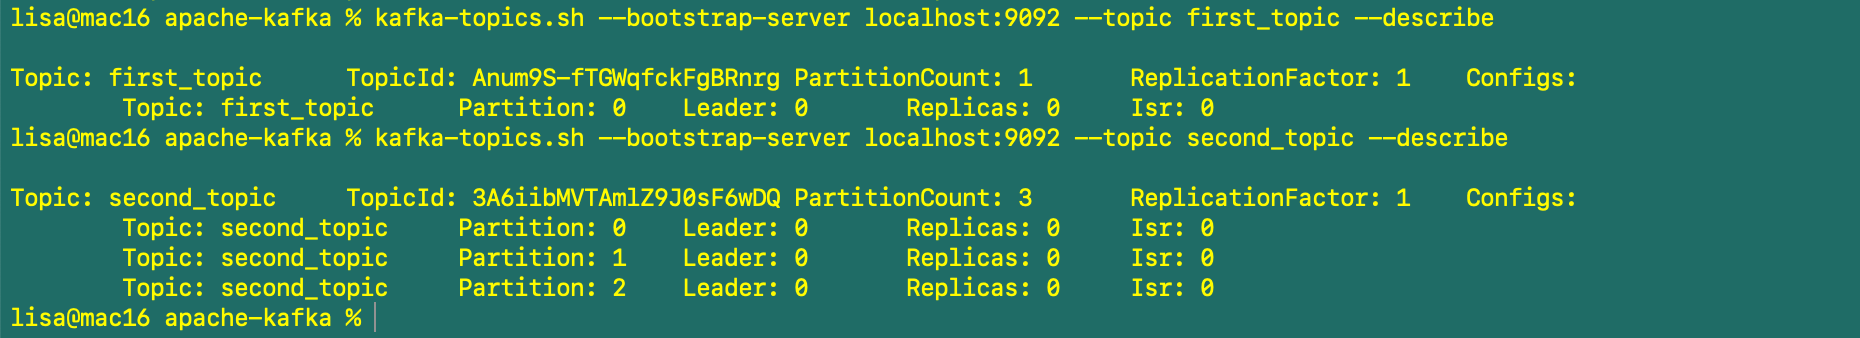 lisa@mac16 apache-kafka % kafka-topics.sh --bootstrap-server localhost:9092 --topic first_topic --describe
Topic: first_topic TopicId: Anum9S-fTGWqfckFgBRnrg PartitionCount: 1 ReplicationFactor: 1 Configs:
Topic: first_topic Partition: 0 Leader: 0 Replicas: 0 Isr: 0
lisa@mac16 apache-kafka % kafka-topics.sh --bootstrap-server localhost:9092 --topic second_topic --describe
Topic: second_topic TopicId: 3A6iibMVTAmlZ9J0sF6wDQ PartitionCount: 3 ReplicationFactor: 1 Configs:
Topic: second_topic Partition: 0 Leader: 0 Replicas: 0 Isr: 0
Topic: second_topic Partition: 1 Leader: 0 Replicas: 0 Isr: 0
Topic: second_topic Partition: 2 Leader: 0 Replicas: 0 Isr: 0
lisa@mac16 apache-kafka %